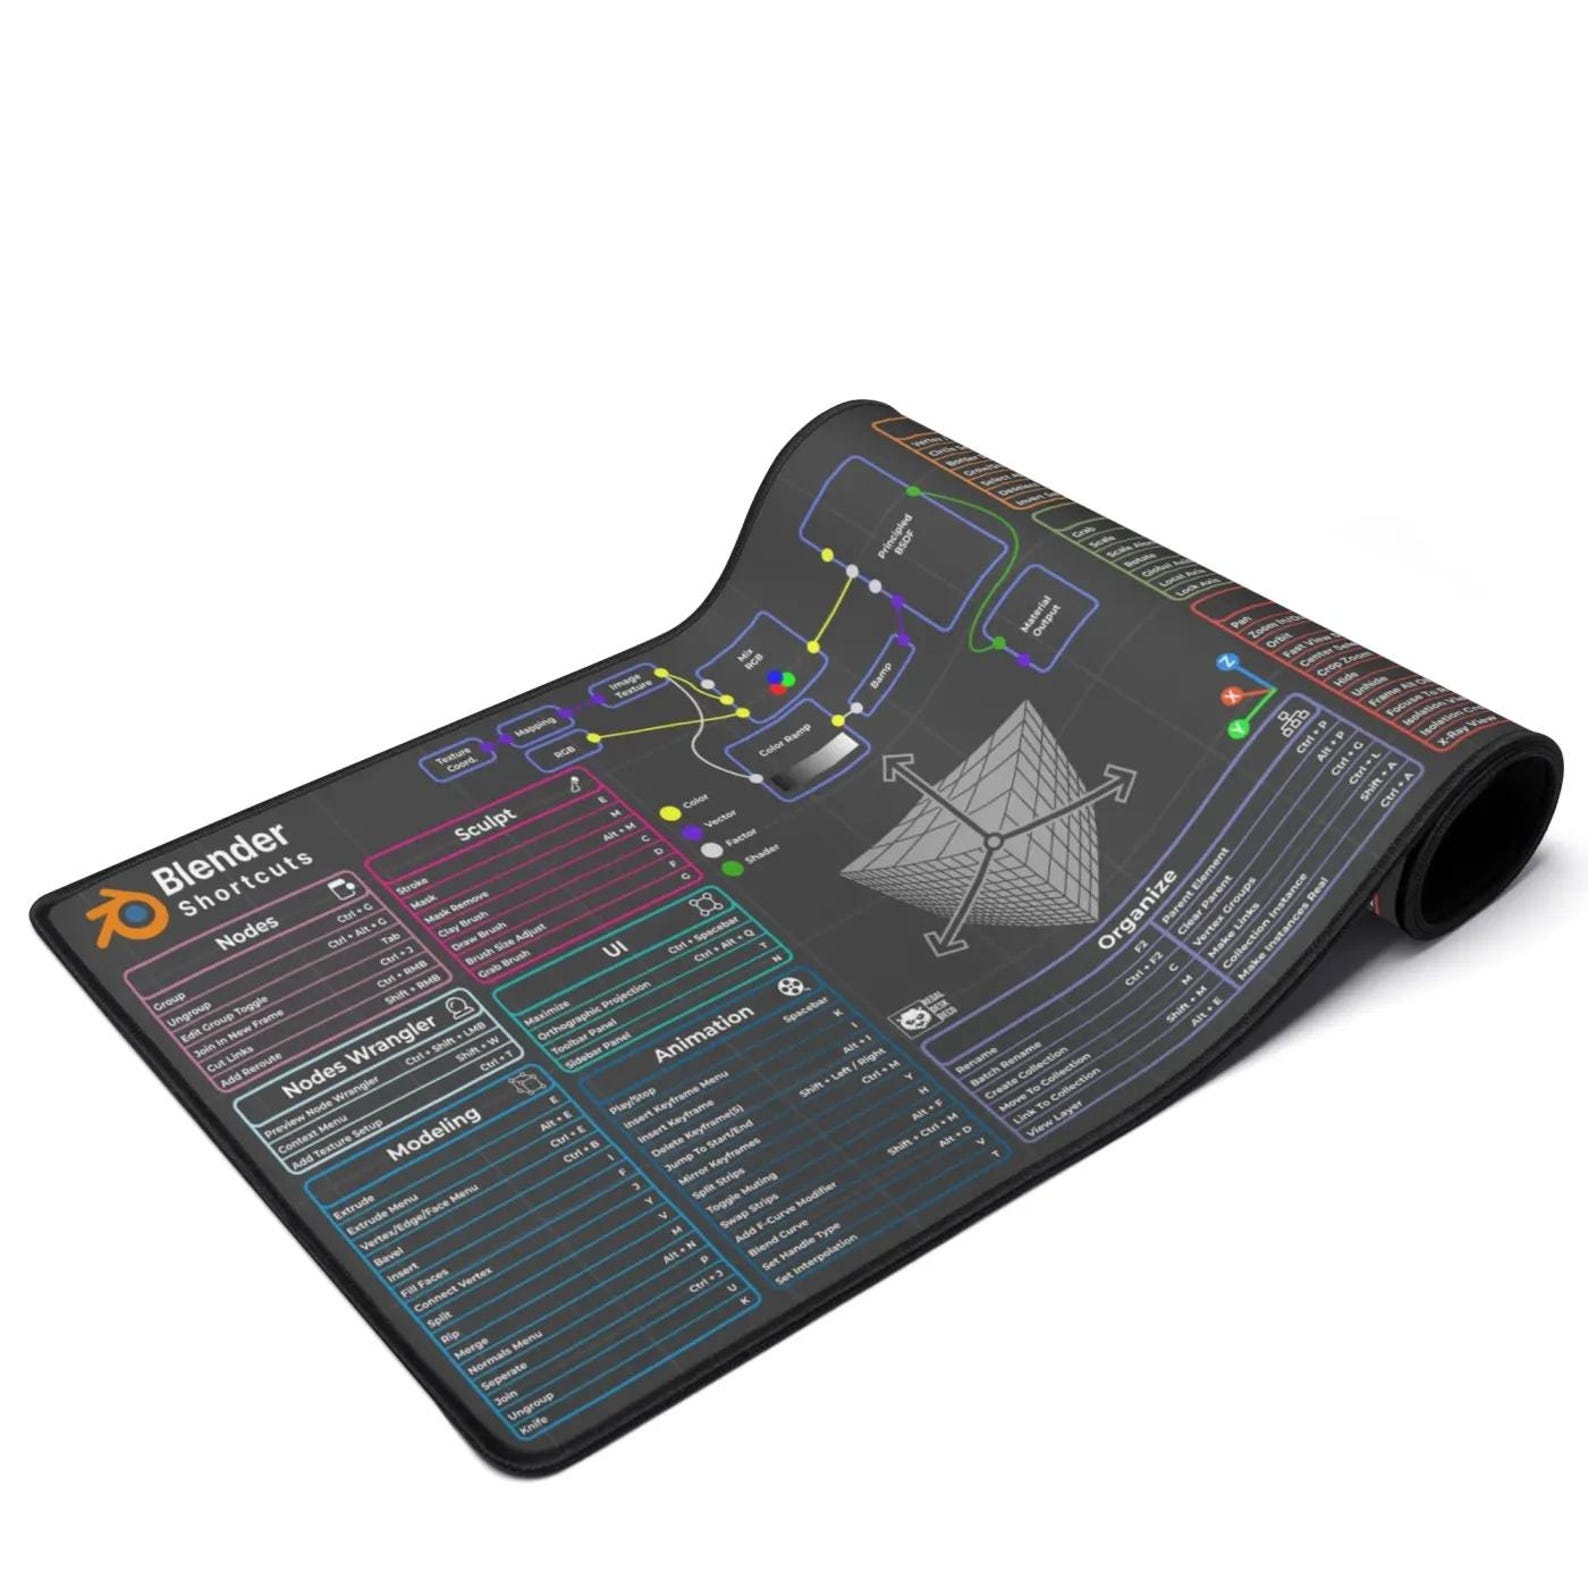 Blender
Shortcuts
Nodes
Group Ctrl + G
Ungroup Ctrl + Alt + G
Edit Group Toggle Tab
Join In New Frame Ctrl + J
Cut Links Ctrl + RMB
Add Reroute Shift + RMB
Nodes Wrangler
Preview Node Wrangler Ctrl + Shift + LMB
Context Menu Shift + W
Add Texture Setup Ctrl + T
Modeling
Extrude E
Extrude Menu Alt + E
Vertex/Edge/Face Menu Ctrl + E
Bavel Ctrl + B
Insert I
Fill Faces F
Connect Vertex J
Split Y
Rip V
Merge M
Normals Menu Alt + N
Seperate P
Join Ctrl + J
Ungroup U
Knife K
Sculpt
Stroke E
Mask M
Mask Remove Alt + M
Clay Brush C
Draw Brush D
Brush Size Adjust F
Grab Brush G
UI
Maximize Ctrl + Spacebar
Orthographic Projection Ctrl + Alt + Q
Toolbar Panel T
Sidebar Panel N
Animation
Play/Stop Spacebar
Insert Keyframe Menu K
Insert Keyframe I
Delete Keyframe(S) Alt + I
Jump To Start/End Shift + Left / Right
Mirror Keyframes Ctrl + M
Split Strips Y
Toggle Muting H
Swap Strips Alt + F
Add F-Curve Modifier Shift + Ctrl + M
Blend Curve Alt + D
Set Handle Type V
Set Interpolation T
Texture
Coord.
Mapping
Image
Texture
RGB
Mix
RGB
Color Ramp
Bamp
Principled
BSDF
Material
Output
Color
Vector
Factor
Shader
Z
X
Y
REGAL
DESK
DECO
Organize
Rename F2
Batch Rename Ctrl + F2
Create Collection C
Move To Collection M
Link To Collection Shift + M
View Layer Alt + E
Parent Element Ctrl + P
Clear Parent Alt + P
Vertex Groups Ctrl + G
Make Links Ctrl + L
Collection Instance Shift + A
Make Instances Real Ctrl + A
Grab
Scale
Rotate
Lock Axis
Pan
Orbit
Hide
Unhide
X-Ray View